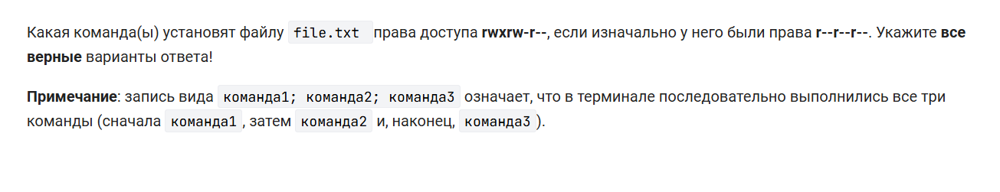 Какая команда(ы) установят файлу file.txt права доступа rwxrw-r--, если изначально у него были права r--r--r--. Укажите все
верные варианты ответа!
Примечание: запись вида команда1; команда2; команда3 означает, что в терминале последовательно выполнились все три
команды (сначала команда1, затем команда2 и, наконец, команда3).